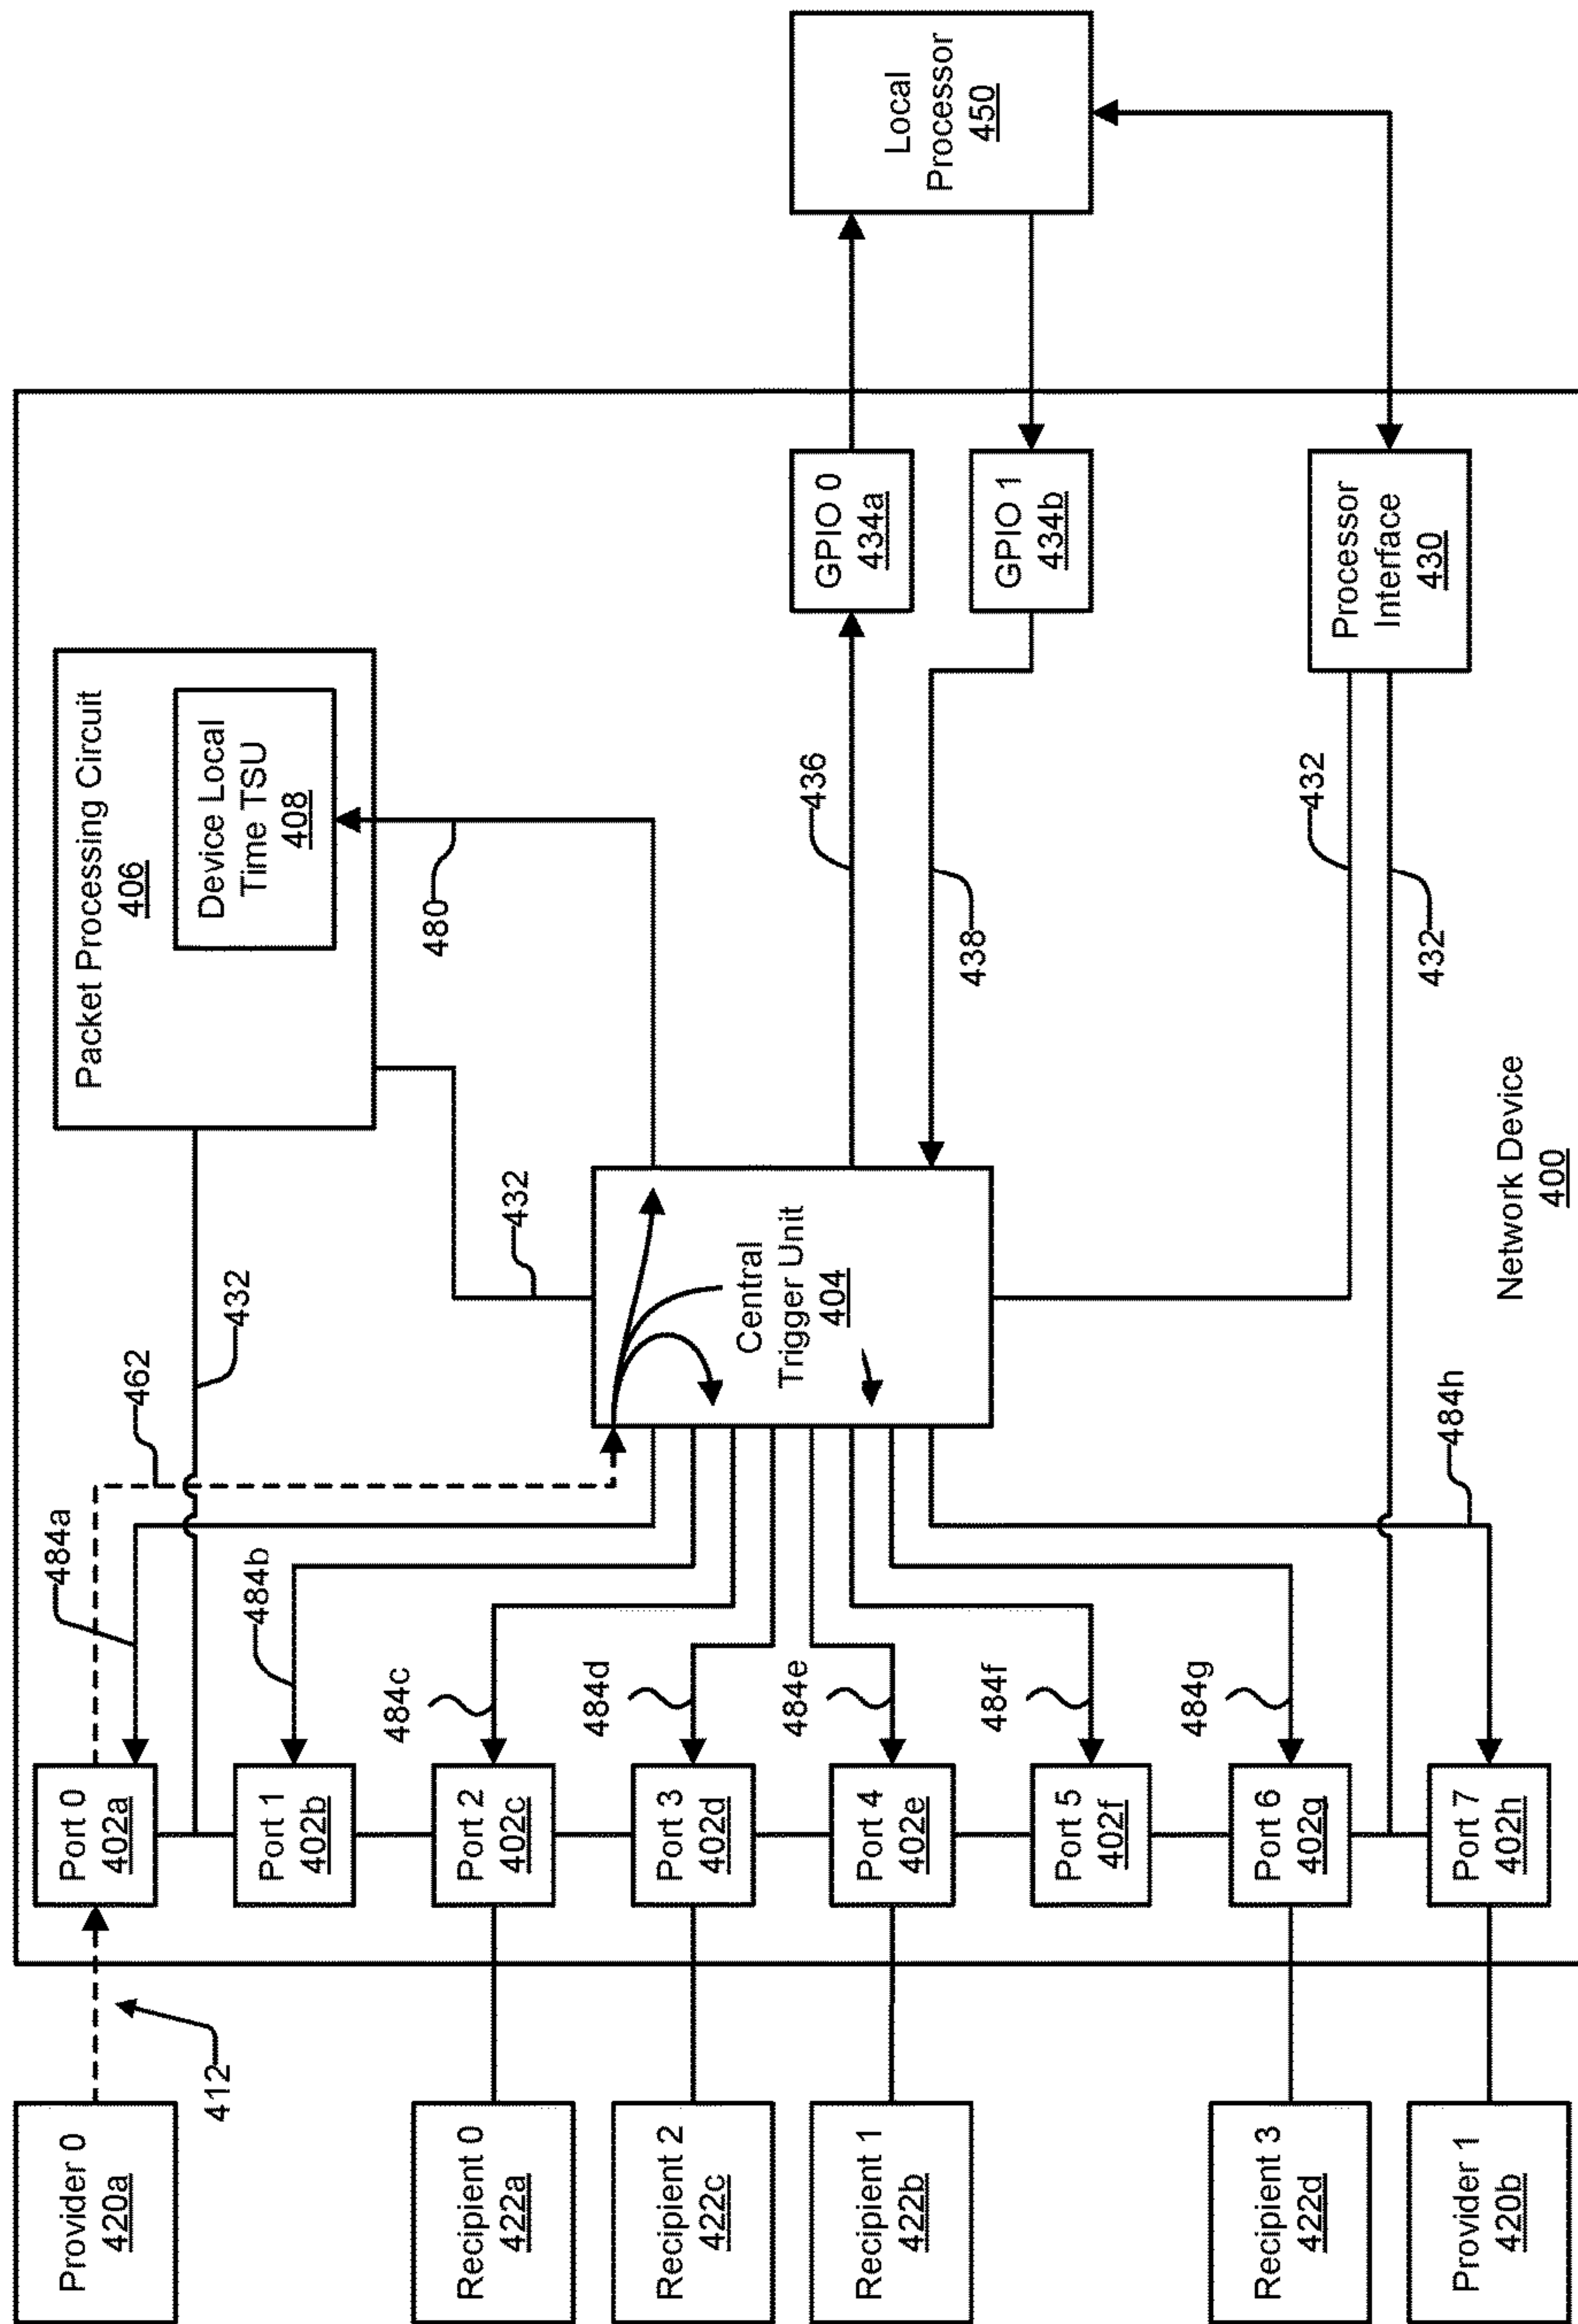 Provider 0
420a
412
Recipient 0
422a
Recipient 2
422c
Recipient 1
422b
Recipient 3
422d
Provider 1
420b
Port 0
402a
Port 1
402b
Port 2
402c
Port 3
402d
Port 4
402e
Port 5
402f
Port 6
402g
Port 7
402h
484a
484b
484c
484d
484e
484f
484g
484h
462
432
432
Central
Trigger Unit
404
Packet Processing Circuit
406
Device Local
Time TSU
408
480
436
438
432
432
GPIO 0
434a
GPIO 1
434b
Processor
Interface
430
Local
Processor
450
Network Device
400